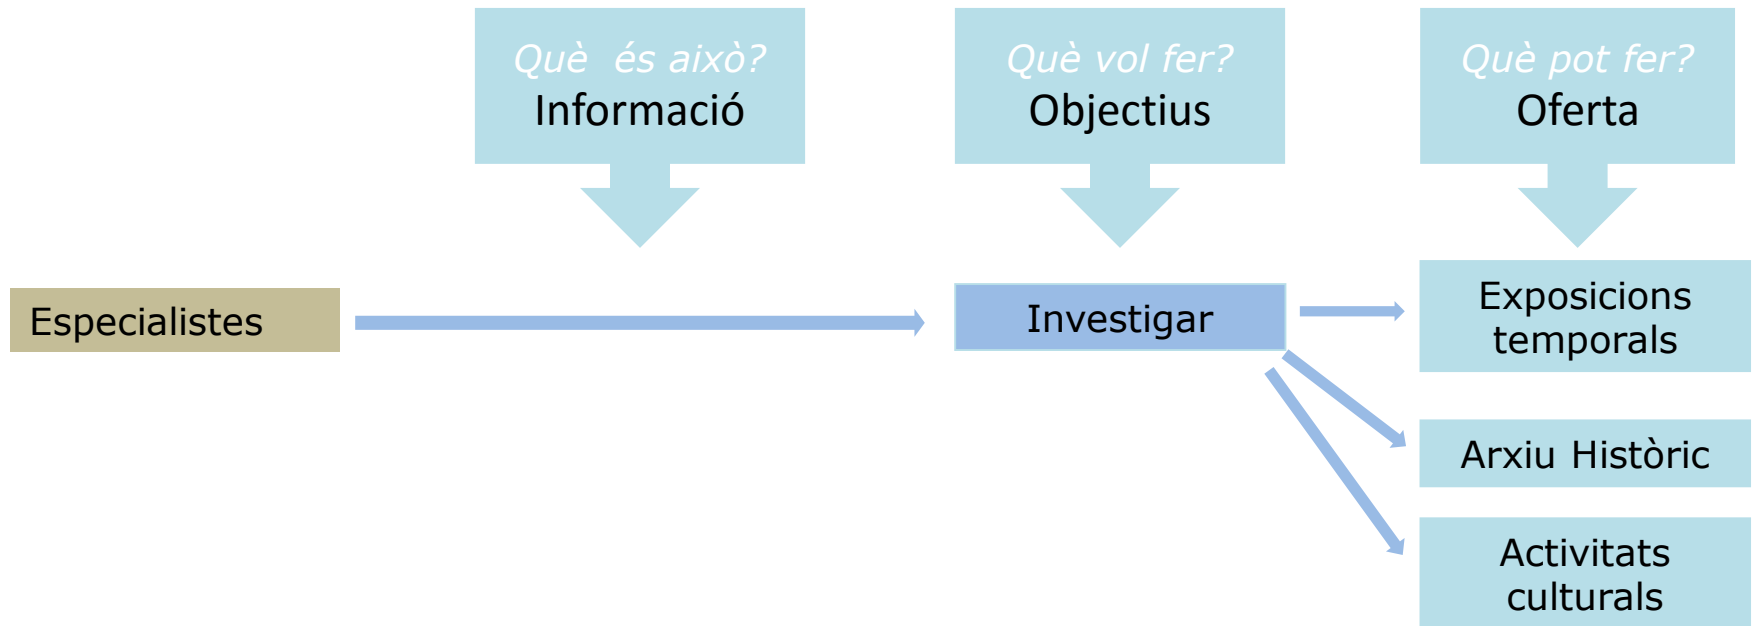 Què és això?
Informació
Què vol fer?
Objectius
Què pot fer?
Oferta
Especialistes
Investigar
Exposicions
temporals
Arxiu Històric
Activitats
culturals